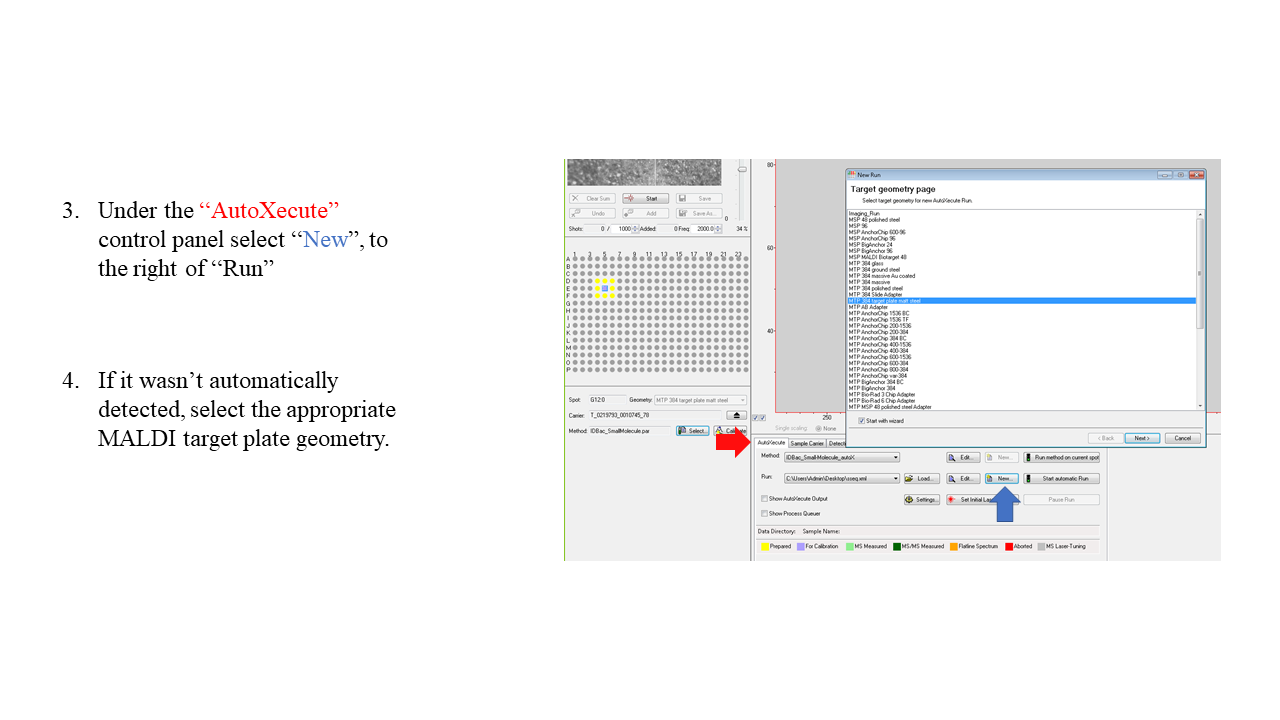 3. Under the “AutoXecute”
control panel select “New”, to
the right of “Run”
4. If it wasn’t automatically
detected, select the appropriate
MALDI target plate geometry.
Clear Sum Start Save
Undo Add Save As...
0
Shots: 0 / 1000 Added: 0 Freq: 2000.0 34 %
1 3 5 7 9 11 13 15 17 19 21 23
A
B
C
D
E
F
G
H
I
J
K
L
M
N
O
P
Spot: G12:0 Geometry: MTP 384 target plate matt steel
Carrier: T_0219793_0010745_78
Method: IDBac_SmallMolecule.par Select... Calibrate
80
60
40
250
Single scaling: None
New Run
Target geometry page
Select target geometry for new AutoXecute Run.
Imaging_Run
MSP 48 polished steel
MSP 96
MSP AnchorChip 600-96
MSP AnchorChip 96
MSP BigAnchor 24
MSP BigAnchor 96
MSP MALDI Biotarget 48
MTP 384 glass
MTP 384 ground steel
MTP 384 massive Au coated
MTP 384 massive
MTP 384 polished steel
MTP 384 Slide Adapter
MTP 384 target plate matt steel
MTP AB Adapter
MTP AnchorChip 1536 BC
MTP AnchorChip 1536 TF
MTP AnchorChip 200-1536
MTP AnchorChip 200-384
MTP AnchorChip 384 BC
MTP AnchorChip 400-1536
MTP AnchorChip 400-384
MTP AnchorChip 600-1536
MTP AnchorChip 600-384
MTP AnchorChip 800-384
MTP AnchorChip var-384
MTP BigAnchor 384 BC
MTP BigAnchor 384
MTP Bio-Rad 3 Chip Adapter
MTP Bio-Rad 6 Chip Adapter
MTP MSP 48 polished steel Adapter
Start with wizard
< Back Next > Cancel
AutoXecute Sample Carrier Detecti
Method: IDBac_Small-Molecule_autoX Edit... New... Run method on current spot
Run: C:\Users\Admin\Desktop\sseq.xml Load... Edit... New... Start automatic Run
Show AutoXecute Output Settings... Set Initial Las Pause Run
Show Process Queuer
Data Directory: Sample Name:
Prepared For Calibration MS Measured MS/MS Measured Flatline Spectrum Aborted MS Laser-Tuning